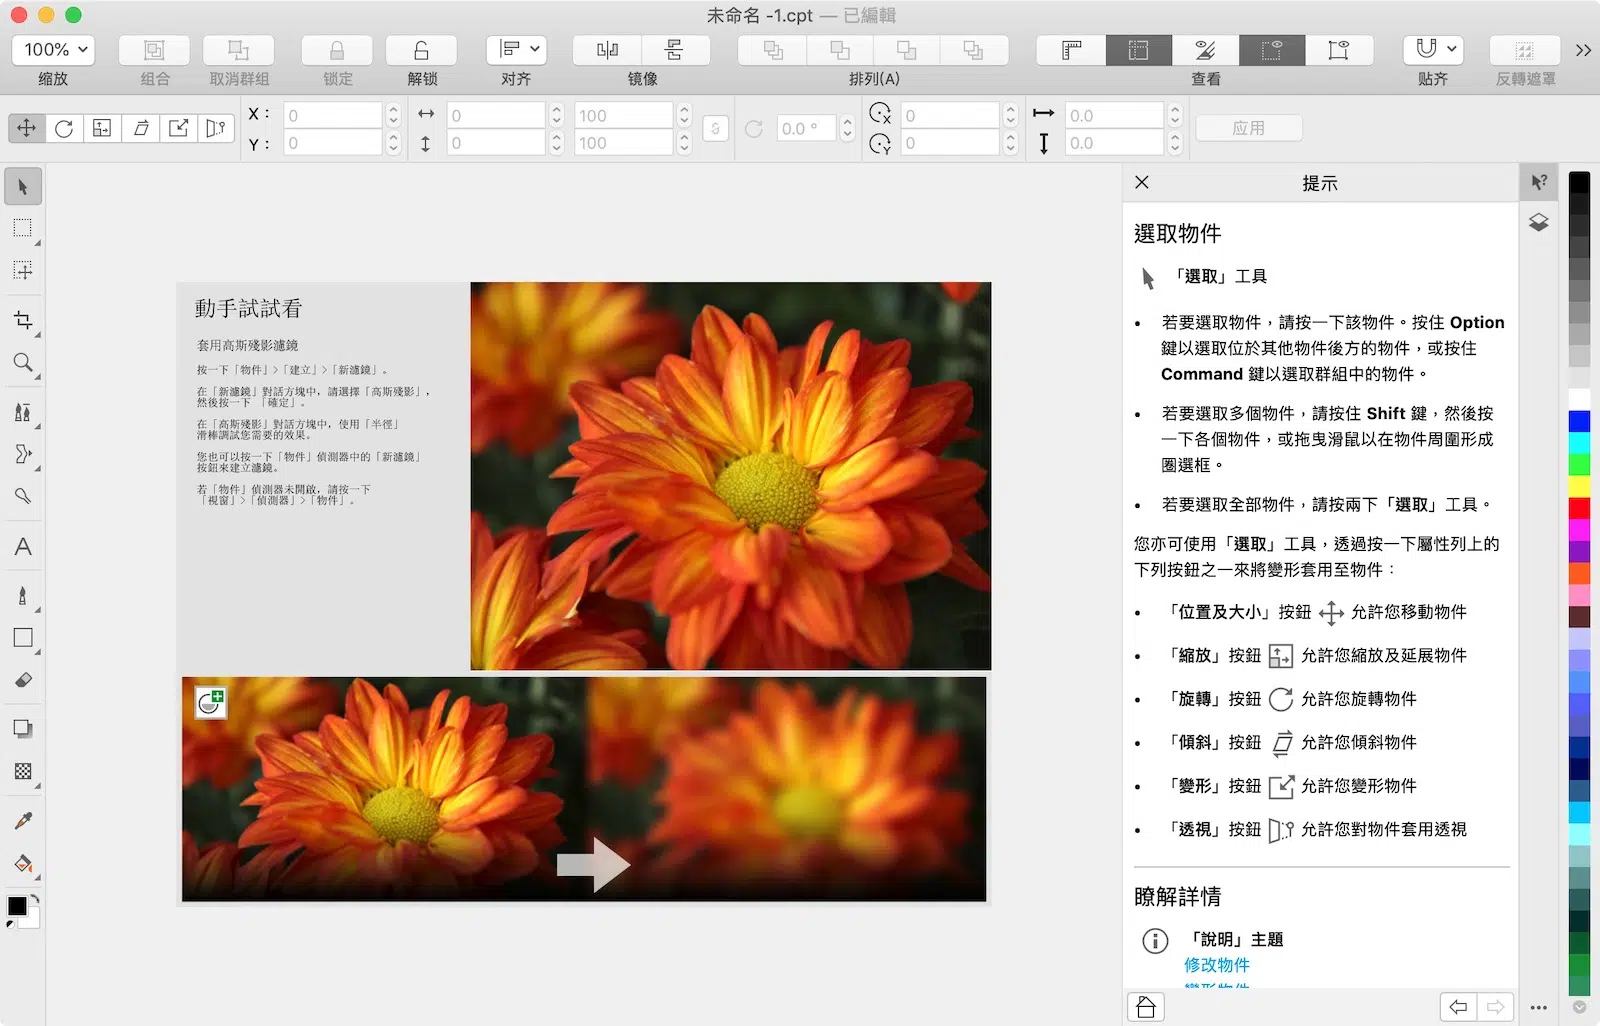 未命名 -1.cpt — 已編輯
100%
缩放
组合
取消群组
锁定
解锁
对齐
镜像
排列(A)
查看
贴齐
反轉遮罩
X：
0
0
100
0
0.0
Y：
0
0
100
0.0 °
0
0.0
应用
動手試試看
套用高斯殘影濾鏡
按一下「物件」>「建立」>「新濾鏡」。
在「新濾鏡」對話方塊中，請選擇「高斯殘影」，
然後按一下 「確定」。
在「高斯殘影」對話方塊中，使用「半徑」
滑棒調試您需要的效果。
您也可以按一下「物件」偵測器中的「新濾鏡」
按鈕來建立濾鏡。
若「物件」偵測器未開啟，請按一下
「視窗」>「偵測器」>「物件」。
提示
選取物件
「選取」工具
• 若要選取物件，請按一下該物件。按住 Option
鍵以選取位於其他物件後方的物件，或按住
Command 鍵以選取群組中的物件。
• 若要選取多個物件，請按住 Shift 鍵，然後按
一下各個物件，或拖曳滑鼠以在物件周圍形成
圈選框。
• 若要選取全部物件，請按兩下「選取」工具。
您亦可使用「選取」工具，透過按一下屬性列上的
下列按鈕之一來將變形套用至物件：
• 「位置及大小」按鈕 允許您移動物件
• 「縮放」按鈕 允許您縮放及延展物件
• 「旋轉」按鈕 允許您旋轉物件
• 「傾斜」按鈕 允許您傾斜物件
• 「變形」按鈕 允許您變形物件
• 「透視」按鈕 允許您對物件套用透視
瞭解詳情
「說明」主題
修改物件
變形物件